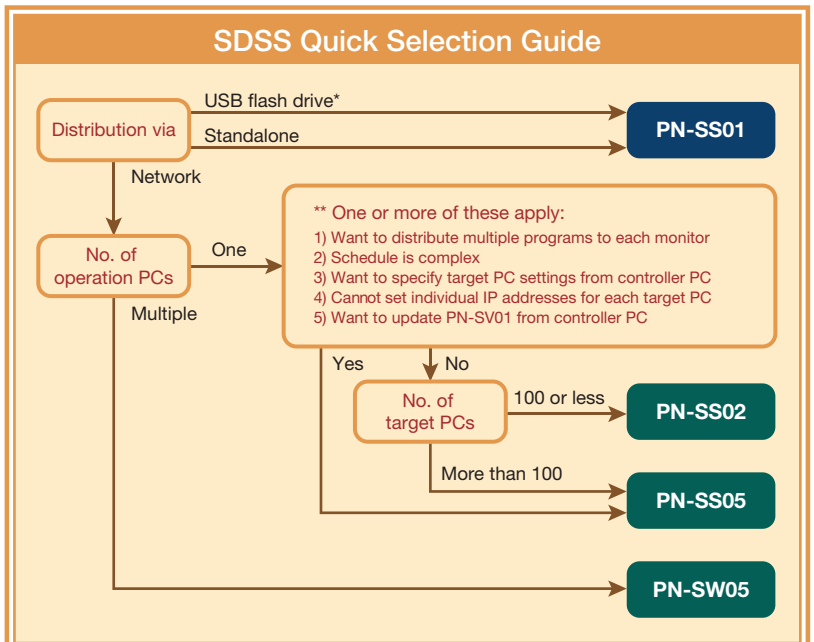 SDSS Quick Selection Guide
USB flash drive*
Distribution via
PN-SS01
Standalone
Network
** One or more of these apply:
1) Want to distribute multiple programs to each monitor
2) Schedule is complex
3) Want to specify target PC settings from controller PC
4) Cannot set individual IP addresses for each target PC
5) Want to update PN-SV01 from controller PC
No. of
operation PCs
One
Multiple
Yes
No
No. of
target PCs
100 or less
PN-SS02
More than 100
PN-SS05
PN-SW05